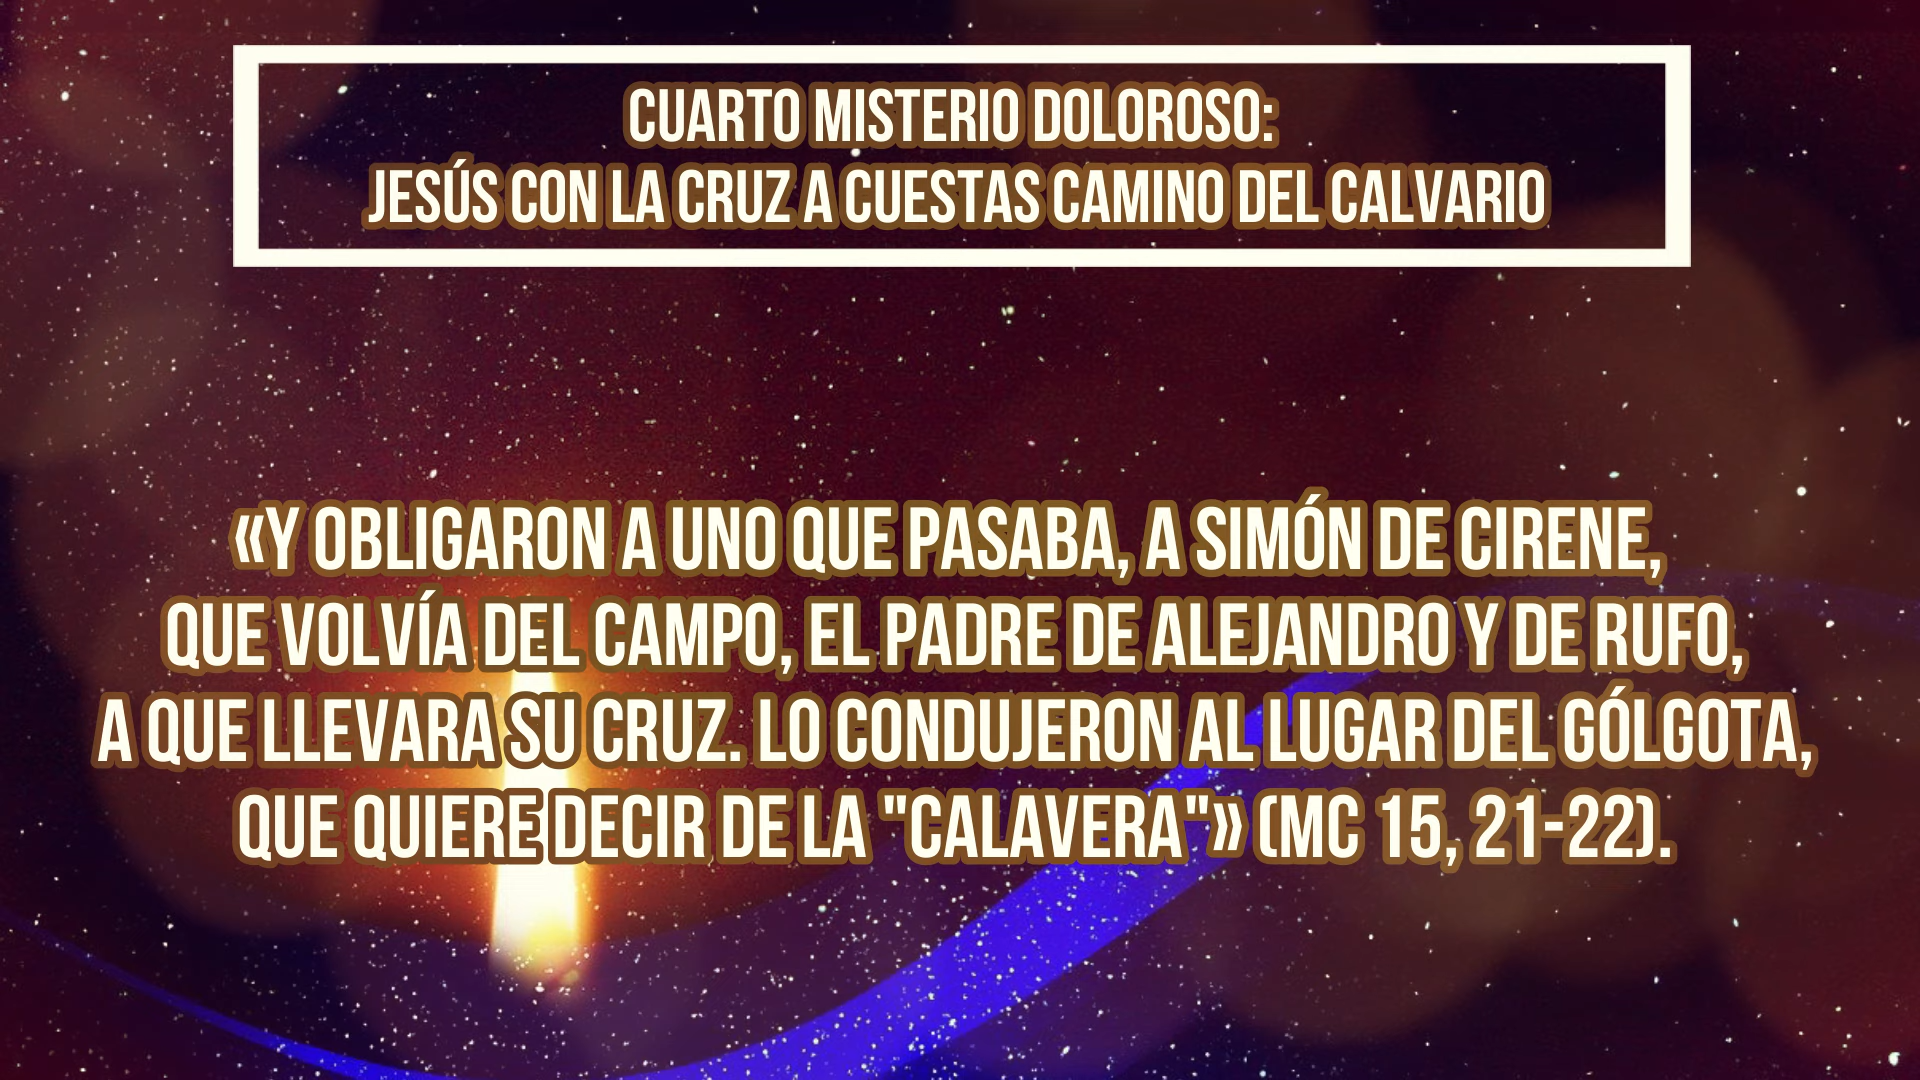 CUARTO MISTERIO DOLOROSO:
JESÚS CON LA CRUZ A CUESTAS CAMINO DEL CALVARIO
«Y OBLIGARON A UNO QUE PASABA, A SIMÓN DE CIRENE,
QUE VOLVÍA DEL CAMPO, EL PADRE DE ALEJANDRO Y DE RUFO,
A QUE LLEVARA SU CRUZ. LO CONDUJERON AL LUGAR DEL GÓLGOTA,
QUE QUIERE DECIR DE LA "CALAVERA"» (MC 15, 21-22).